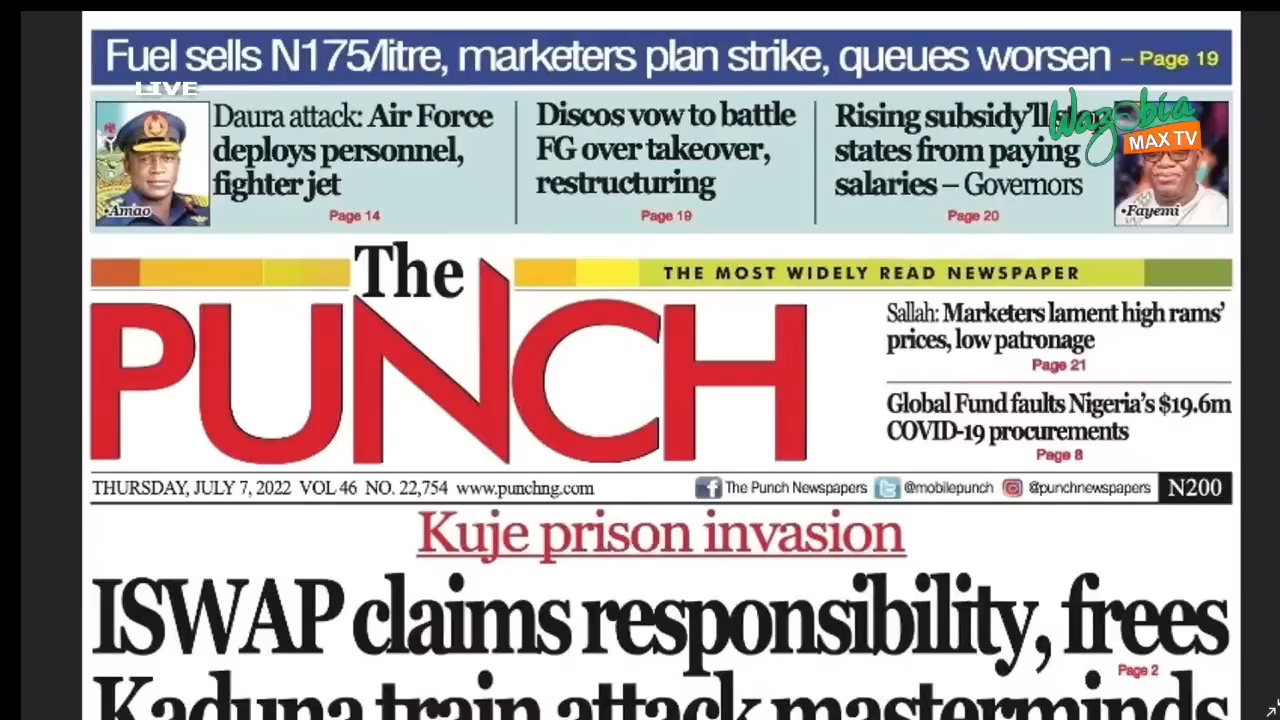 Fuel sells N175/litre, marketers plan strike, queues worsen – Page 19
LIVE
Daura attack: Air Force
deploys personnel,
fighter jet
Page 14
•Amao
Discos vow to battle
FG over takeover,
restructuring
Page 19
Rising subsidy'll
states from paying
salaries – Governors
Page 20
•Fayemi
Wazobia
MAX TV
The
PUNCH
THE MOST WIDELY READ NEWSPAPER
Sallah: Marketers lament high rams'
prices, low patronage
Page 21
Global Fund faults Nigeria's $19.6m
COVID-19 procurements
Page 8
THURSDAY, JULY 7, 2022 VOL 46 NO. 22,754 www.punchng.com
The Punch Newspapers @mobilepunch @punchnewspapers N200
Kuje prison invasion
ISWAP claims responsibility, frees
Page 2
Kaduna train attack masterminds